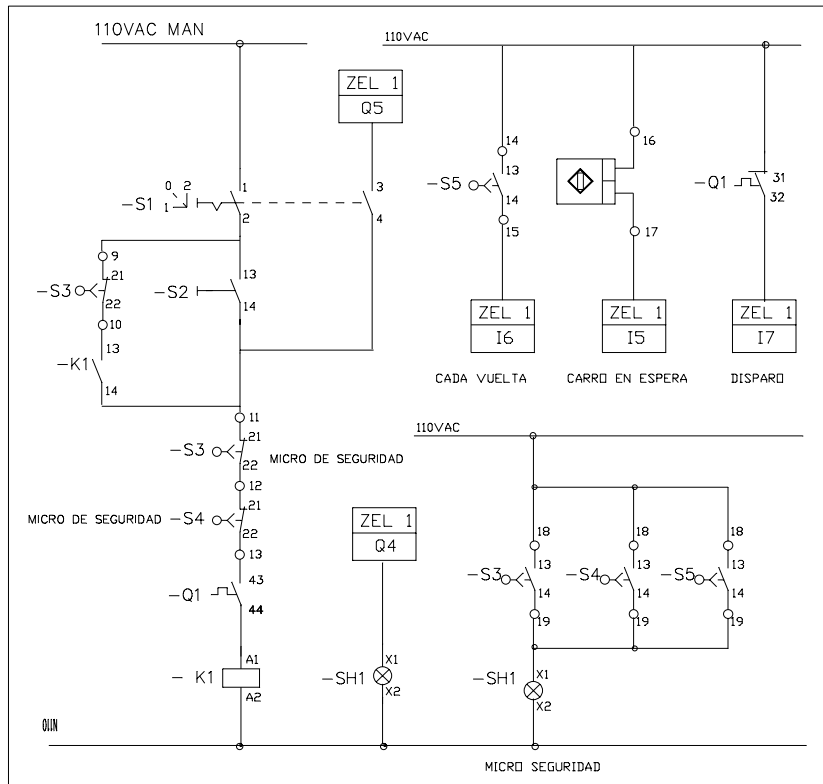 110VAC MAN
110VAC
ZEL 1
Q5
14
13
-S5
14
15
16
17
31
-Q1
32
0 2
1
-S1
1
2
3
4
9
21
-S3
22
10
13
-K1
14
13
-S2
14
ZEL 1
I6
ZEL 1
I5
ZEL 1
I7
CADA VUELTA
CARRO EN ESPERA
DISPARO
11
21
-S3
22
MICRO DE SEGURIDAD
12
21
MICRO DE SEGURIDAD -S4
22
13
43
-Q1
44
A1
- K1
A2
ZEL 1
Q4
X1
-SH1
X2
110VAC
18
13
-S3
14
19
18
13
-S4
14
19
18
13
-S5
14
19
X1
-SH1
X2
MICRO SEGURIDAD